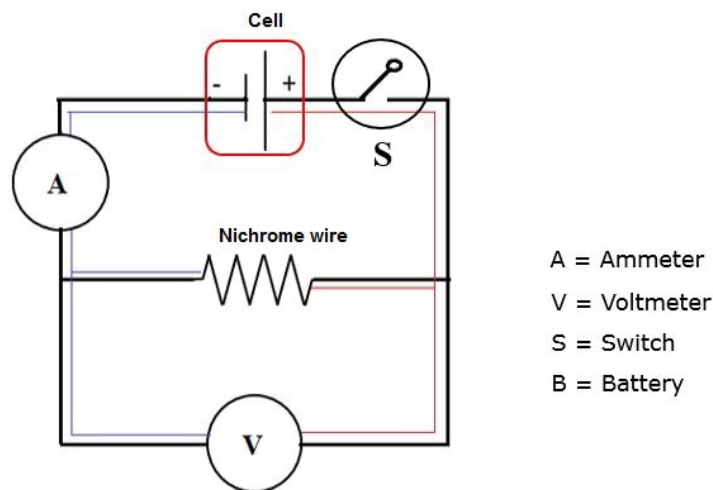 Cell
- +
S
A
Nichrome wire
V
A = Ammeter
V = Voltmeter
S = Switch
B = Battery